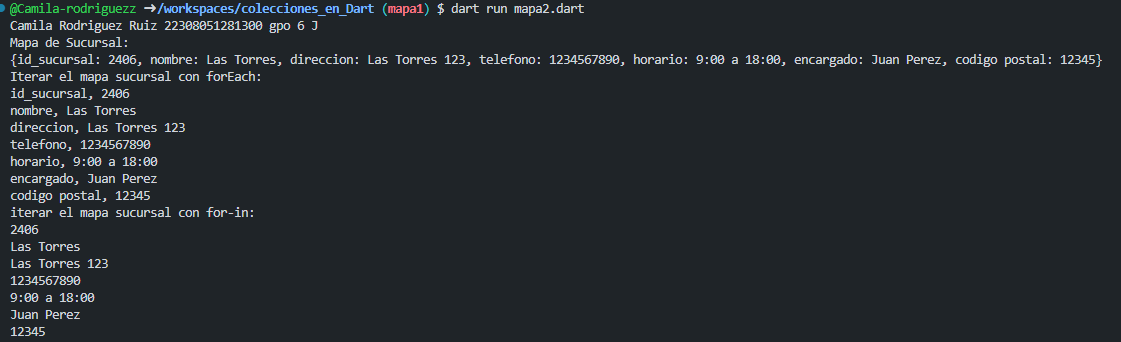 @Camila-rodriguezz ➜/workspaces/colecciones_en_Dart (mapa1) $ dart run mapa2.dart
Camila Rodriguez Ruiz 22308051281300 gpo 6 J
Mapa de Sucursal:
{id_sucursal: 2406, nombre: Las Torres, direccion: Las Torres 123, telefono: 1234567890, horario: 9:00 a 18:00, encargado: Juan Perez, codigo postal: 12345}
Iterar el mapa sucursal con forEach:
id_sucursal, 2406
nombre, Las Torres
direccion, Las Torres 123
telefono, 1234567890
horario, 9:00 a 18:00
encargado, Juan Perez
codigo postal, 12345
iterar el mapa sucursal con for-in:
2406
Las Torres
Las Torres 123
1234567890
9:00 a 18:00
Juan Perez
12345